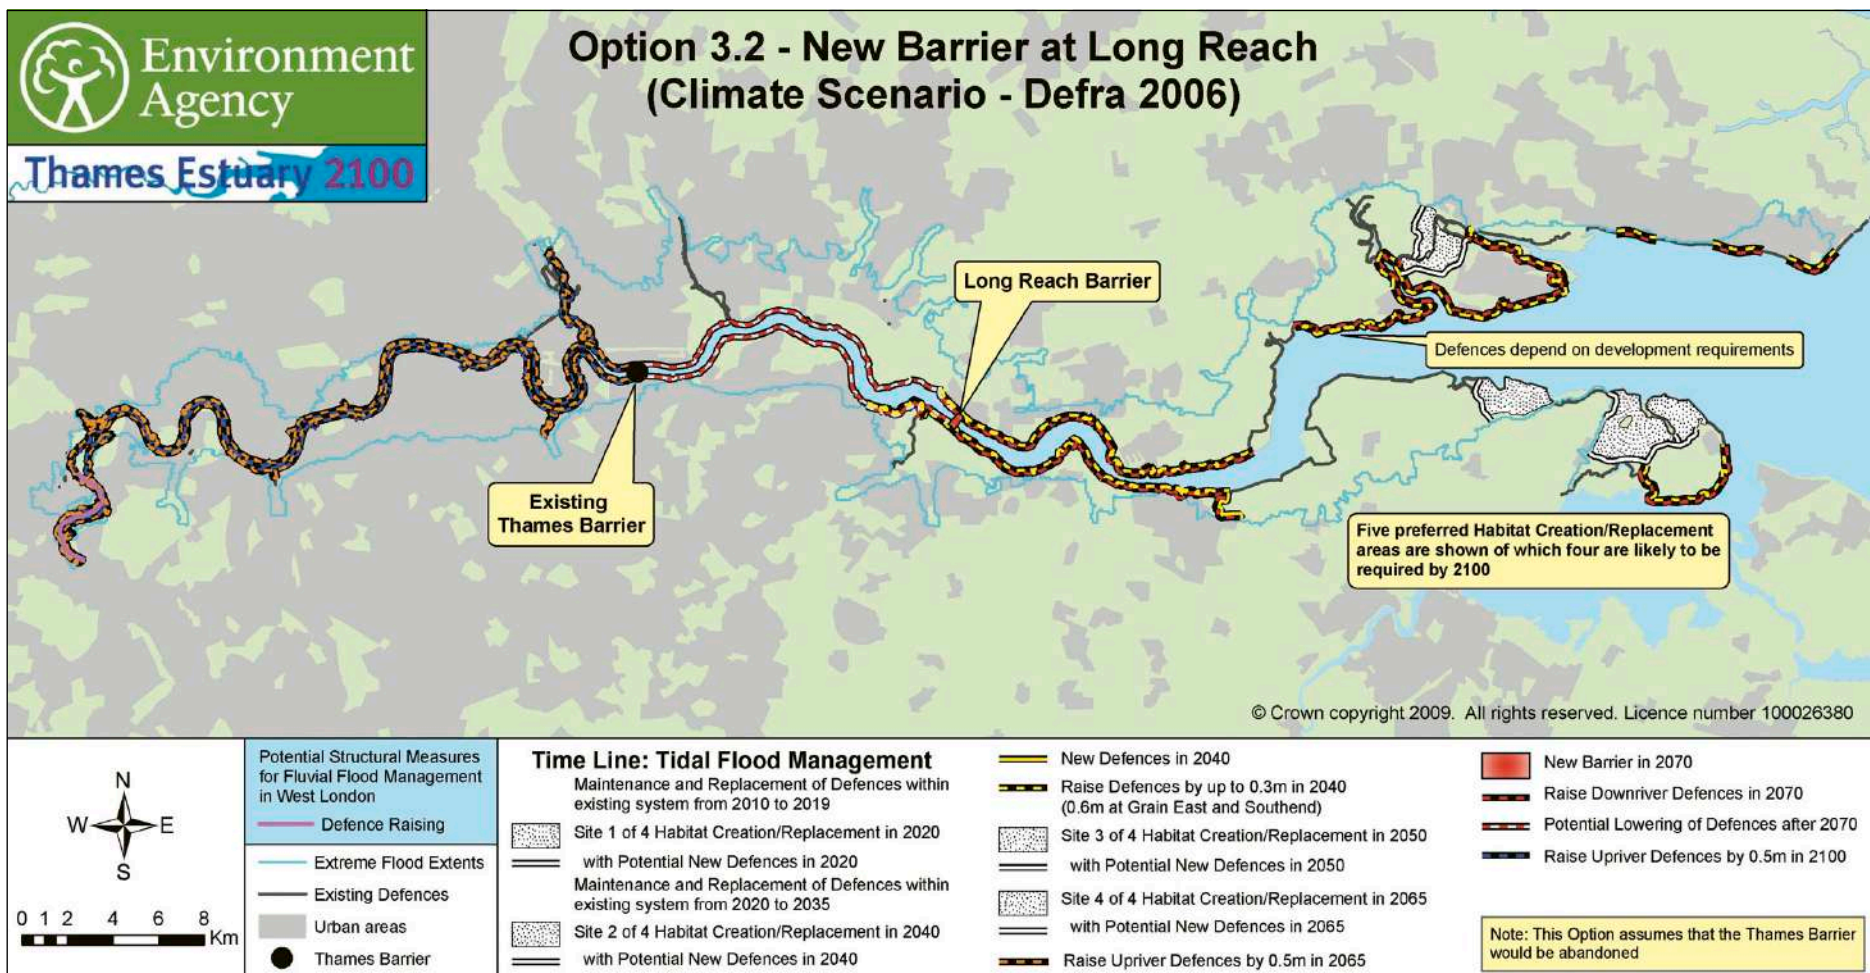 Environment
Agency
Thames Estuary 2100
Option 3.2 - New Barrier at Long Reach
(Climate Scenario - Defra 2006)
Long Reach Barrier
Defences depend on development requirements
Existing
Thames Barrier
Five preferred Habitat Creation/Replacement
areas are shown of which four are likely to be
required by 2100
© Crown copyright 2009. All rights reserved. Licence number 100026380
N
W E
S
0 1 2 4 6 8
Km
Potential Structural Measures
for Fluvial Flood Management
in West London
Defence Raising
Extreme Flood Extents
Existing Defences
Urban areas
Thames Barrier
Time Line: Tidal Flood Management
Maintenance and Replacement of Defences within
existing system from 2010 to 2019
Site 1 of 4 Habitat Creation/Replacement in 2020
with Potential New Defences in 2020
Maintenance and Replacement of Defences within
existing system from 2020 to 2035
Site 2 of 4 Habitat Creation/Replacement in 2040
with Potential New Defences in 2040
New Defences in 2040
Raise Defences by up to 0.3m in 2040
(0.6m at Grain East and Southend)
Site 3 of 4 Habitat Creation/Replacement in 2050
with Potential New Defences in 2050
Site 4 of 4 Habitat Creation/Replacement in 2065
with Potential New Defences in 2065
Raise Upriver Defences by 0.5m in 2065
New Barrier in 2070
Raise Downriver Defences in 2070
Potential Lowering of Defences after 2070
Raise Upriver Defences by 0.5m in 2100
Note: This Option assumes that the Thames Barrier
would be abandoned